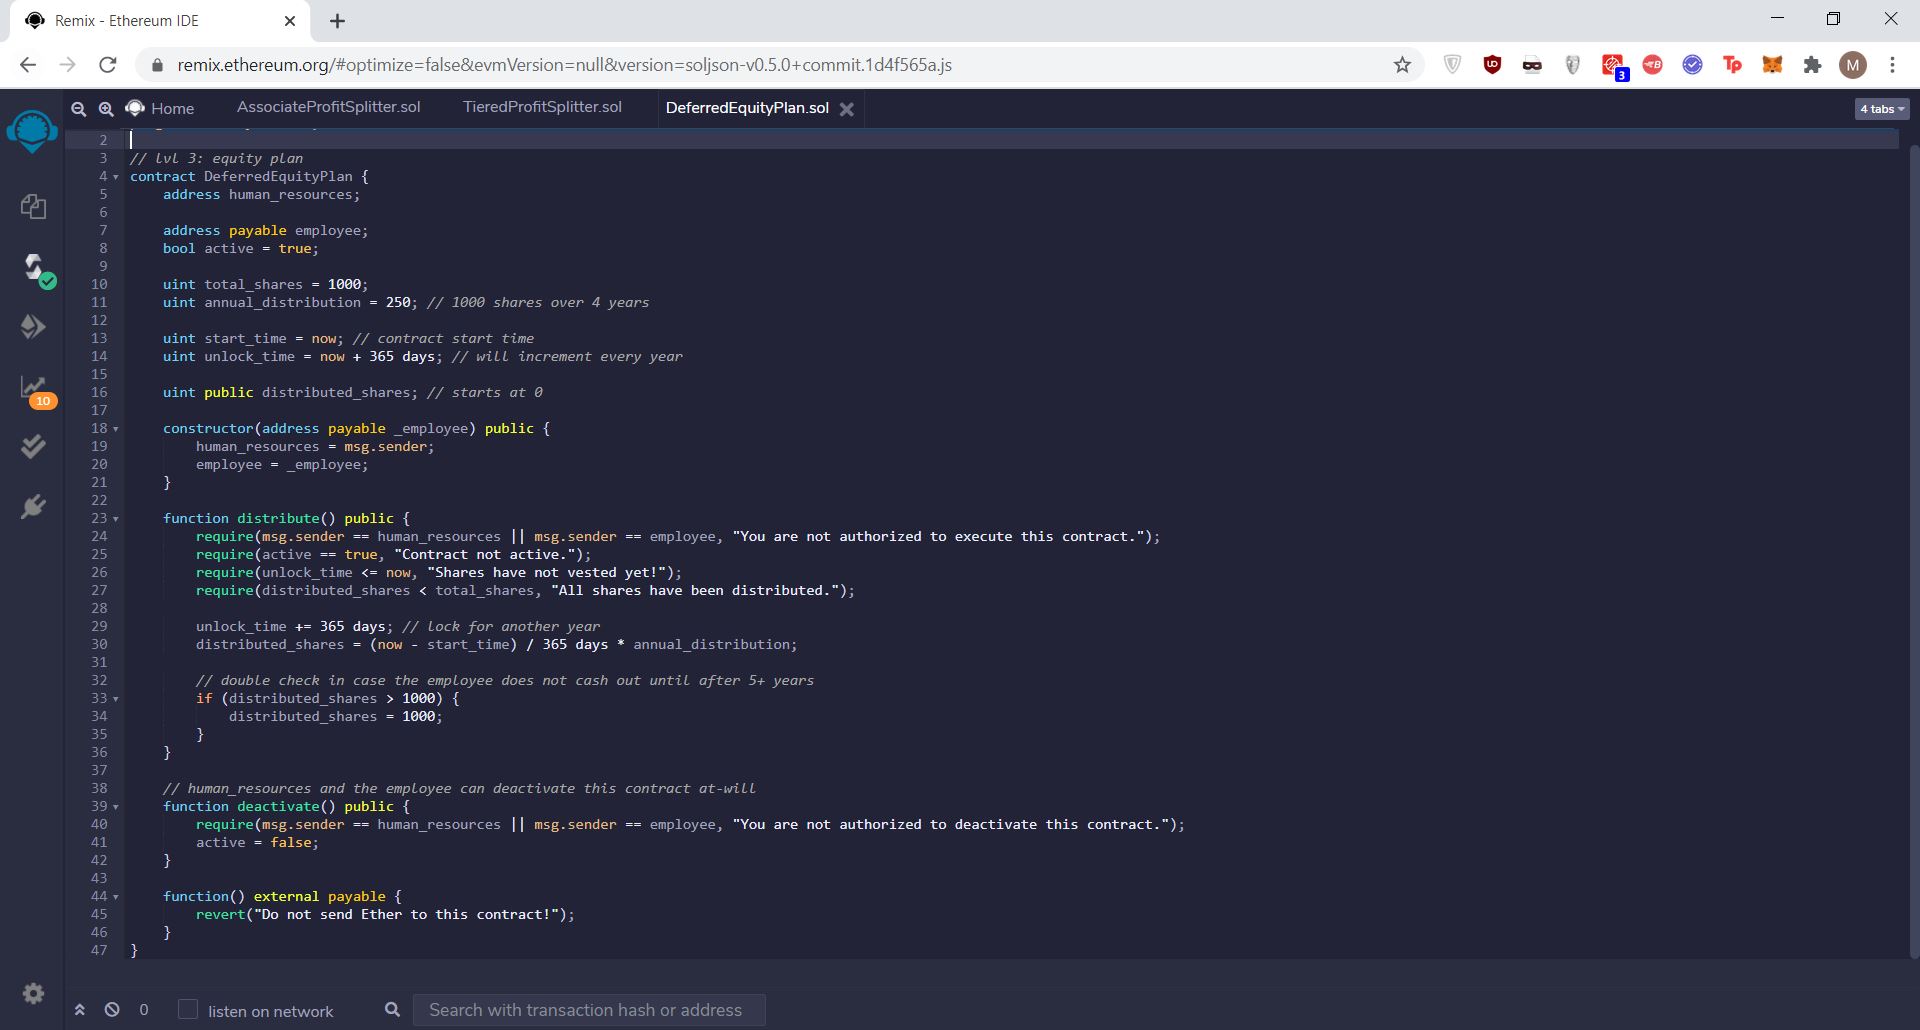 Remix - Ethereum IDE
remix.ethereum.org/#optimize=false&evmVersion=null&version=soljson-v0.5.0+commit.1d4f565a.js
UD
3
B
Tp
M
Home
AssociateProfitSplitter.sol
TieredProfitSplitter.sol
DeferredEquityPlan.sol
4 tabs
2
3 // lvl 3: equity plan
4 contract DeferredEquityPlan {
5 address human_resources;
6
7 address payable employee;
8 bool active = true;
9
10 uint total_shares = 1000;
11 uint annual_distribution = 250; // 1000 shares over 4 years
12
13 uint start_time = now; // contract start time
14 uint unlock_time = now + 365 days; // will increment every year
15
16 uint public distributed_shares; // starts at 0
17
18 constructor(address payable _employee) public {
19 human_resources = msg.sender;
20 employee = _employee;
21 }
22
23 function distribute() public {
24 require(msg.sender == human_resources || msg.sender == employee, "You are not authorized to execute this contract.");
25 require(active == true, "Contract not active.");
26 require(unlock_time <= now, "Shares have not vested yet!");
27 require(distributed_shares < total_shares, "All shares have been distributed.");
28
29 unlock_time += 365 days; // lock for another year
30 distributed_shares = (now - start_time) / 365 days * annual_distribution;
31
32 // double check in case the employee does not cash out until after 5+ years
33 if (distributed_shares > 1000) {
34 distributed_shares = 1000;
35 }
36 }
37
38 // human_resources and the employee can deactivate this contract at-will
39 function deactivate() public {
40 require(msg.sender == human_resources || msg.sender == employee, "You are not authorized to deactivate this contract.");
41 active = false;
42 }
43
44 function() external payable {
45 revert("Do not send Ether to this contract!");
46 }
47 }
10
0
listen on network
Search with transaction hash or address